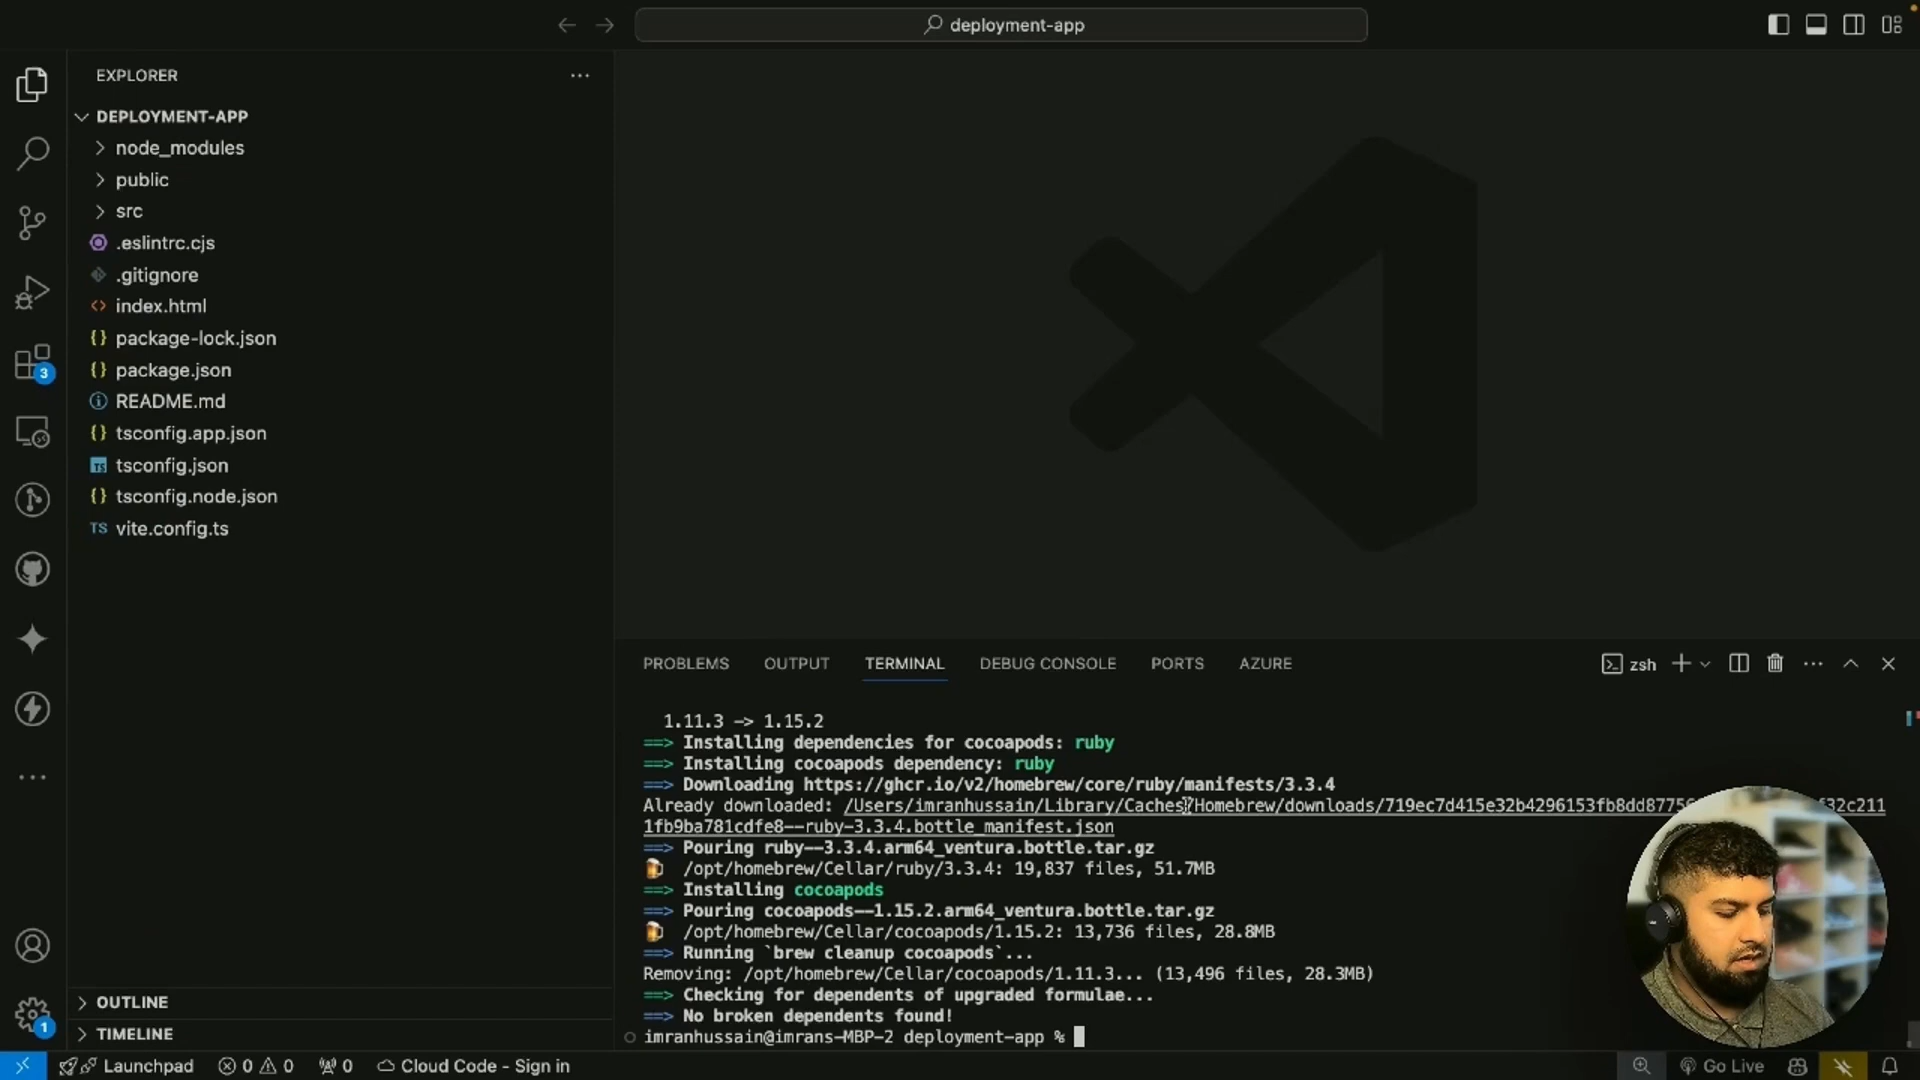 deployment-app
EXPLORER
DEPLOYMENT-APP
node_modules
public
src
.eslintrc.cjs
.gitignore
index.html
package-lock.json
package.json
README.md
tsconfig.app.json
tsconfig.json
tsconfig.node.json
vite.config.ts
OUTLINE
TIMELINE
PROBLEMS OUTPUT TERMINAL DEBUG CONSOLE PORTS AZURE
zsh
1.11.3 -> 1.15.2
==> Installing dependencies for cocoapods: ruby
==> Installing cocoapods dependency: ruby
==> Downloading https://ghcr.io/v2/homebrew/core/ruby/manifests/3.3.4
Already downloaded: /Users/imranhussain/Library/Caches/Homebrew/downloads/719ec7d415e32b4296153fb8dd8775 32c211
1fb9ba781cdfe8--ruby-3.3.4.bottle_manifest.json
==> Pouring ruby--3.3.4.arm64_ventura.bottle.tar.gz
/opt/homebrew/Cellar/ruby/3.3.4: 19,837 files, 51.7MB
==> Installing cocoapods
==> Pouring cocoapods--1.15.2.arm64_ventura.bottle.tar.gz
/opt/homebrew/Cellar/cocoapods/1.15.2: 13,736 files, 28.8MB
==> Running `brew cleanup cocoapods`...
Removing: /opt/homebrew/Cellar/cocoapods/1.11.3... (13,496 files, 28.3MB)
==> Checking for dependents of upgraded formulae...
==> No broken dependents found!
imranhussain@imrans-MBP-2 deployment-app %
3
1
Launchpad 0 0 0 Cloud Code - Sign in Go Live